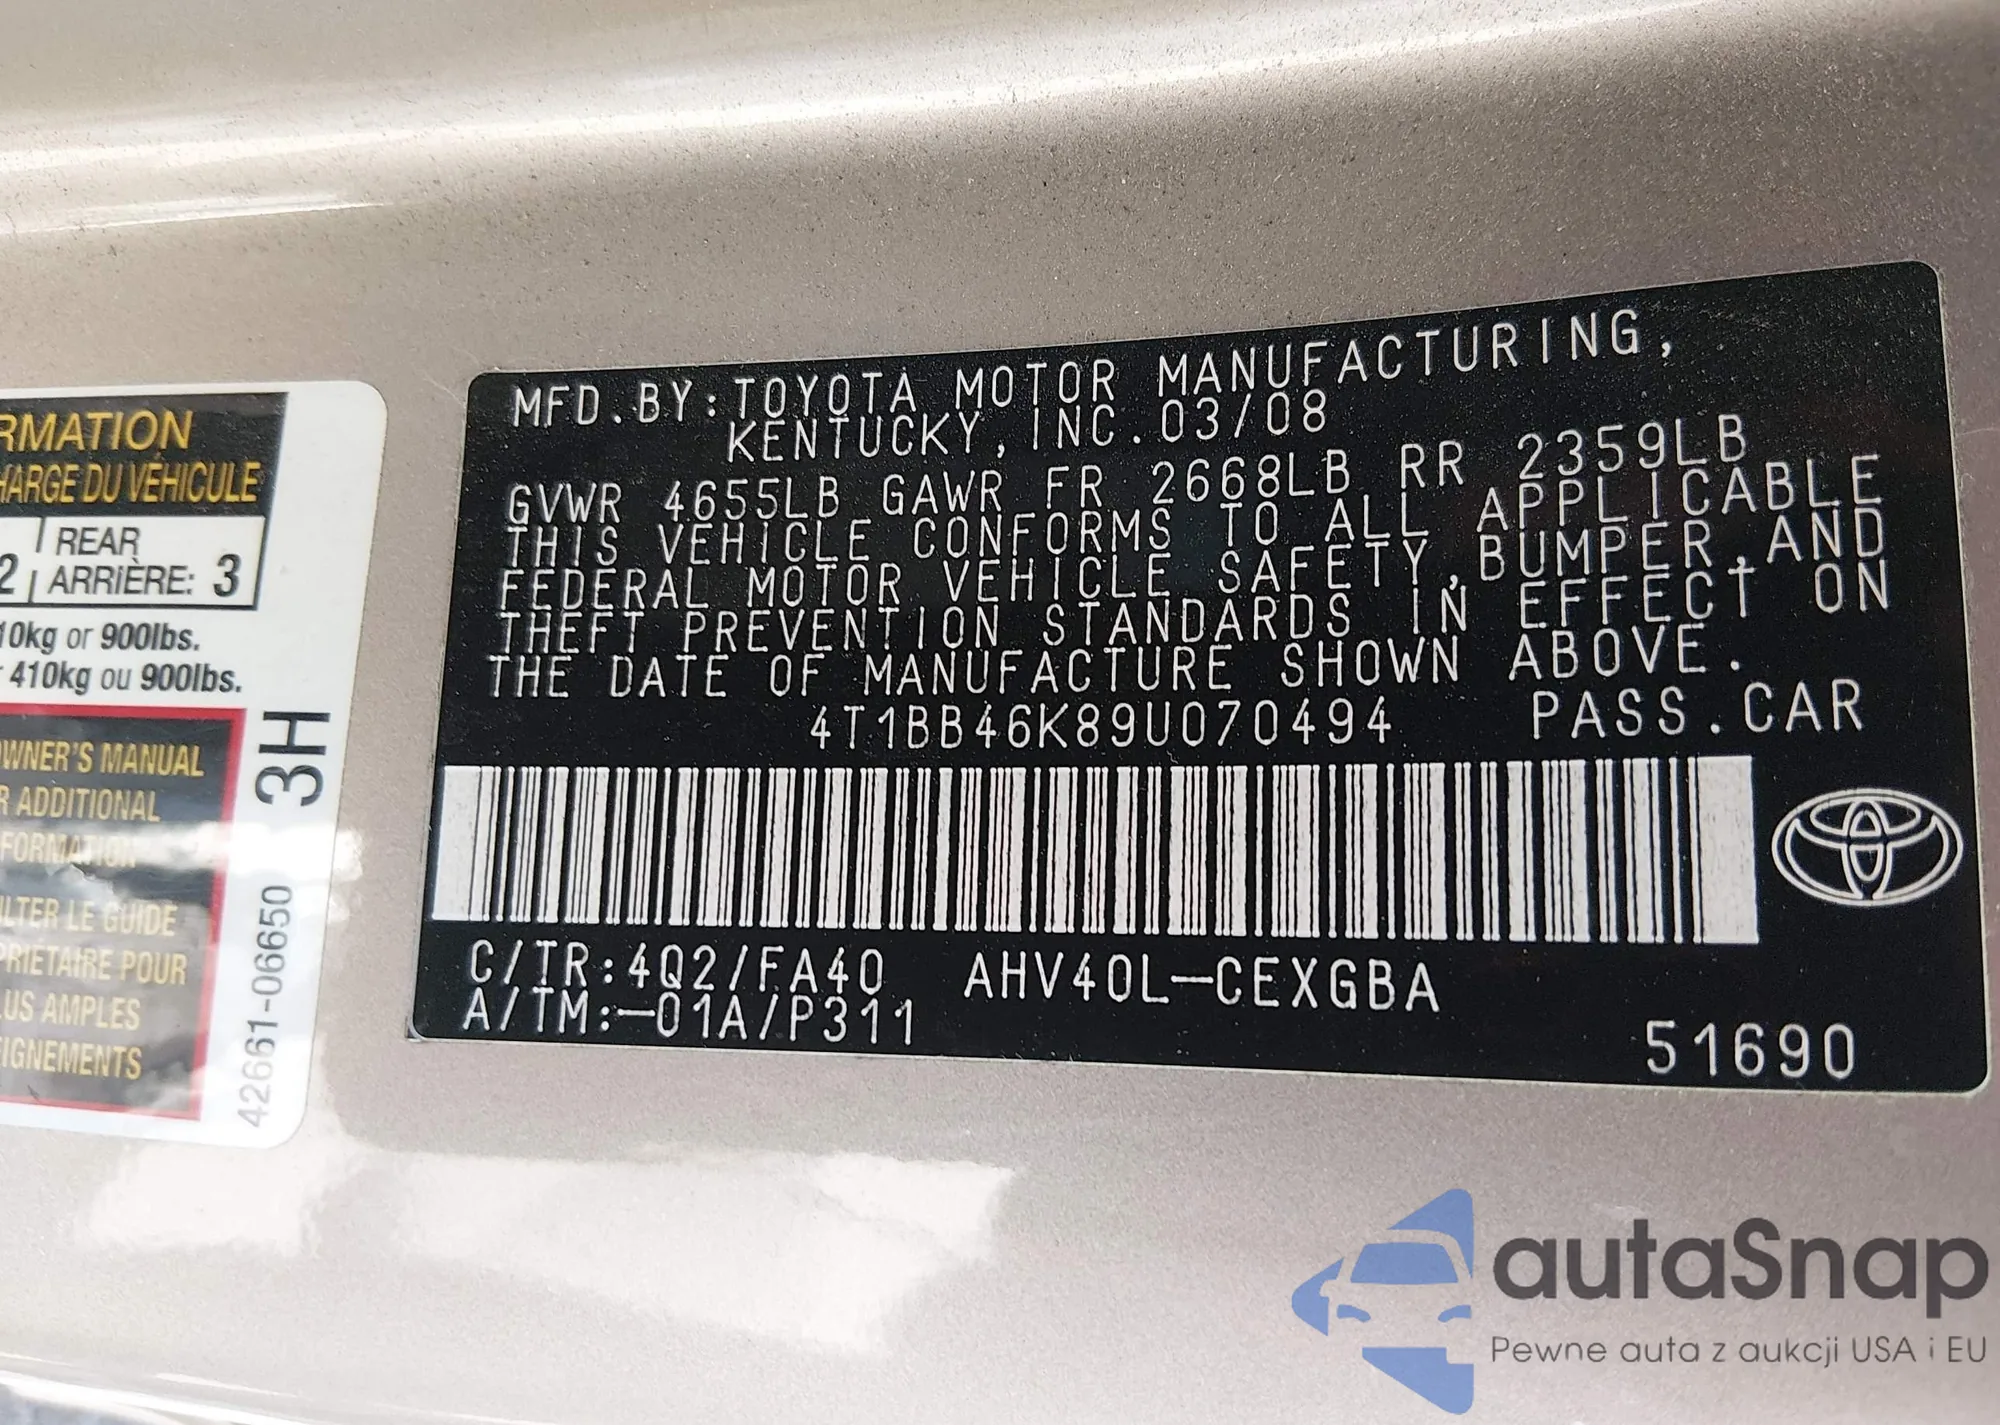 RMATION
HARGE DU VÉHICULE
2 REAR
ARRIÈRE: 3
10kg or 900lbs.
410kg ou 900lbs.
OWNER'S MANUAL
R ADDITIONAL
FORMATION
LTER LE GUIDE
PRIÉTAIRE POUR
LUS AMPLES
EIGNEMENTS
3H
42661-06650
MFD.BY:TOYOTA MOTOR MANUFACTURING,
KENTUCKY, INC.03/08
GVWR 4655LB GAWR FR 2668LB RR 2359LB
THIS VEHICLE CONFORMS TO ALL APPLICABLE
FEDERAL MOTOR VEHICLE SAFETY,BUMPER,AND
THEFT PREVENTION STANDARDS IN EFFECT ON
THE DATE OF MANUFACTURE SHOWN ABOVE.
4T1BB46K89U070494 PASS.CAR
C/TR:4Q2/FA40 AHV40L-CEXGBA
A/TM:-01A/P311
51690
autaSnap
Pewne auta z aukcji USA i EU